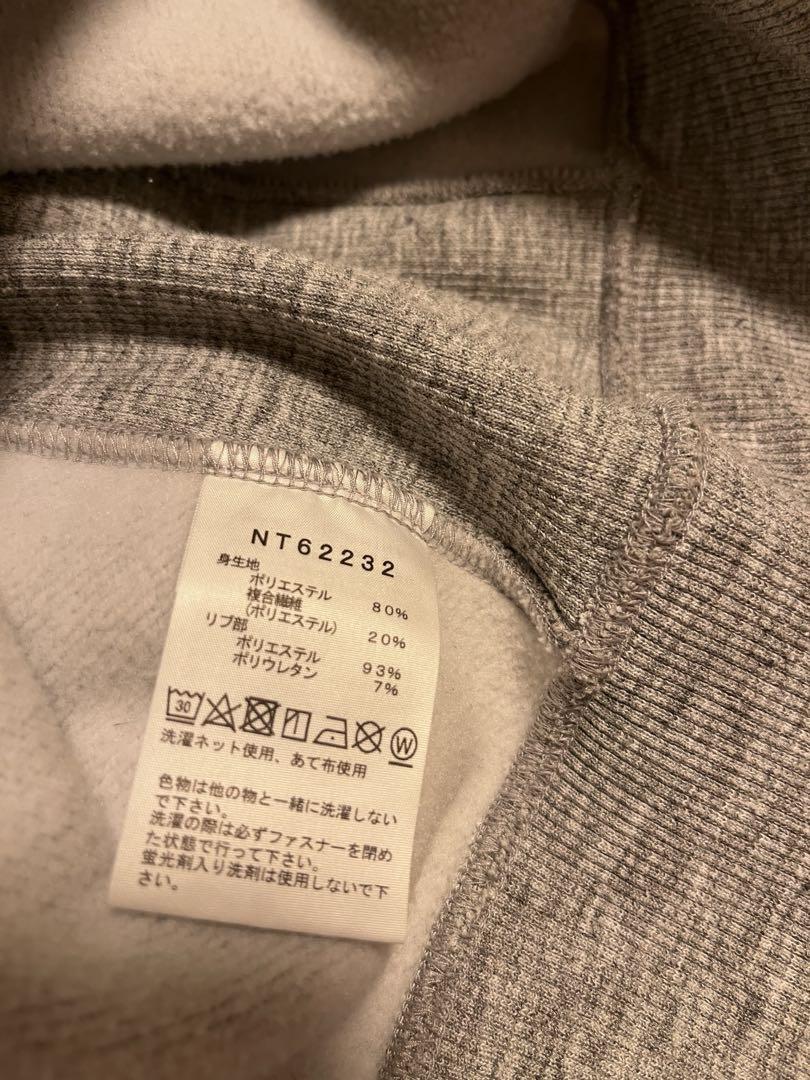 NT62232
身生地
ポリエステル 80%
複合繊維
(ポリエステル) 20%
リブ部
ポリエステル 93%
ポリウレタン 7%
30 W
洗濯ネット使用、あて布使用
色物は他の物と一緒に洗濯しない
で下さい。
洗濯の際は必ずファスナーを閉め
た状態で行って下さい。
蛍光剤入り洗剤は使用しないで下
さい。